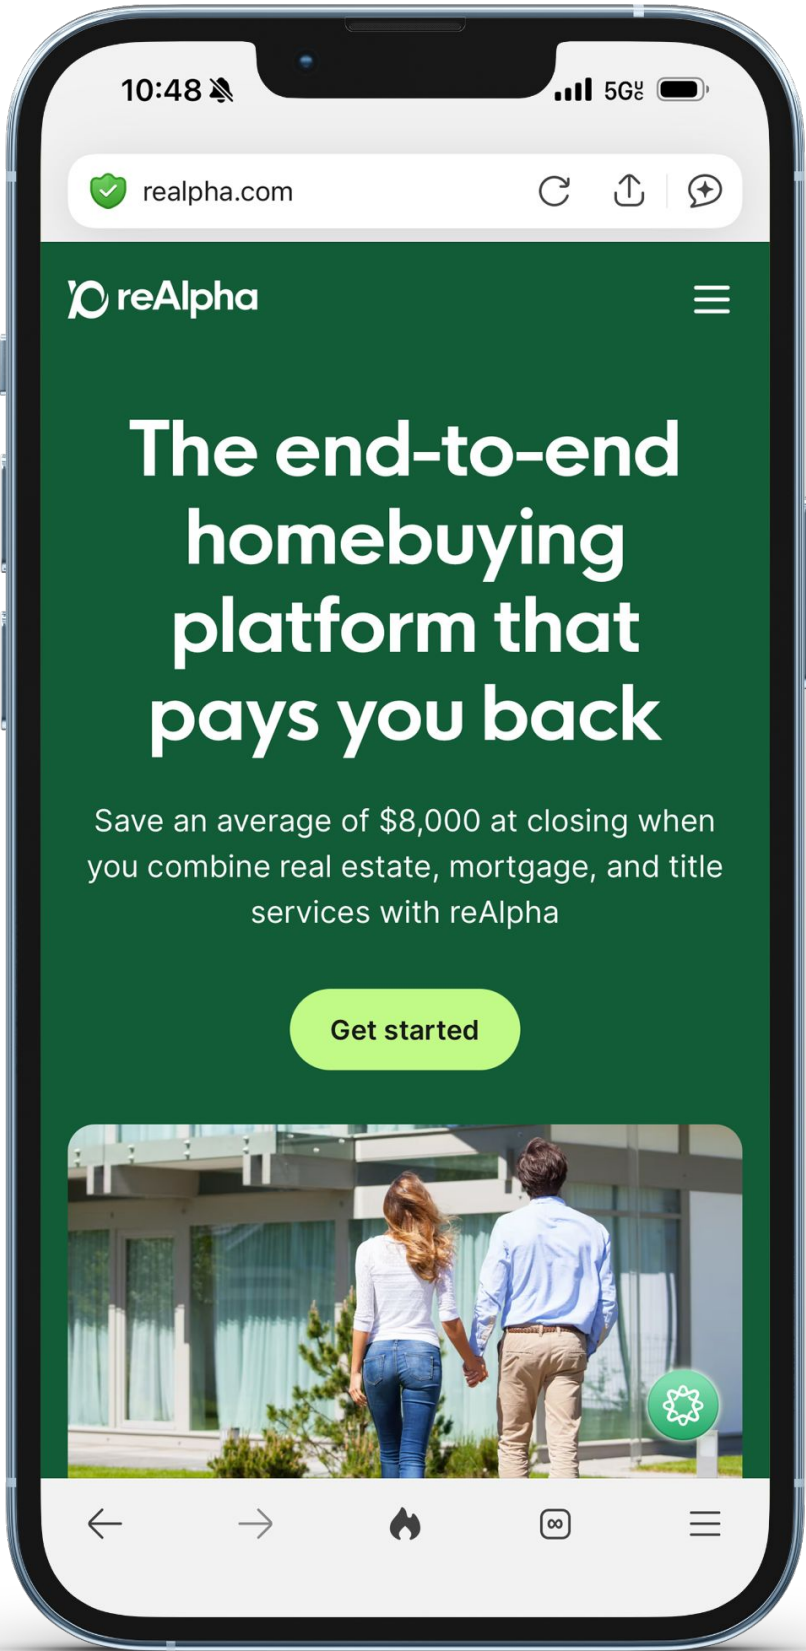 10:48
5G
realpha.com
reAlpha
The end-to-end
homebuying
platform that
pays you back
Save an average of $8,000 at closing when
you combine real estate, mortgage, and title
services with reAlpha
Get started